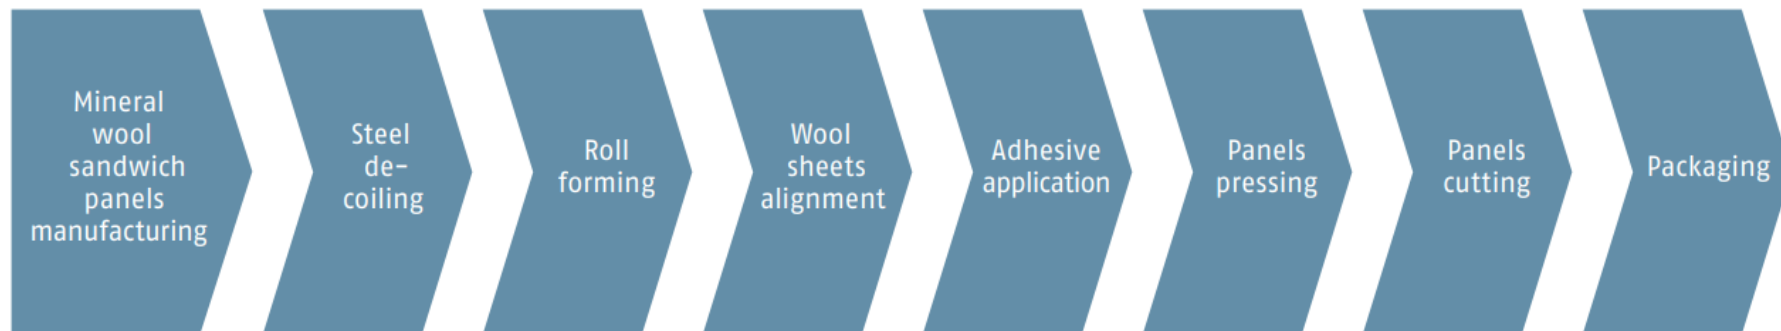 Mineral
wool
sandwich
panels
manufacturing
Steel
de-
coiling
Roll
forming
Wool
sheets
alignment
Adhesive
application
Panels
pressing
Panels
cutting
Packaging